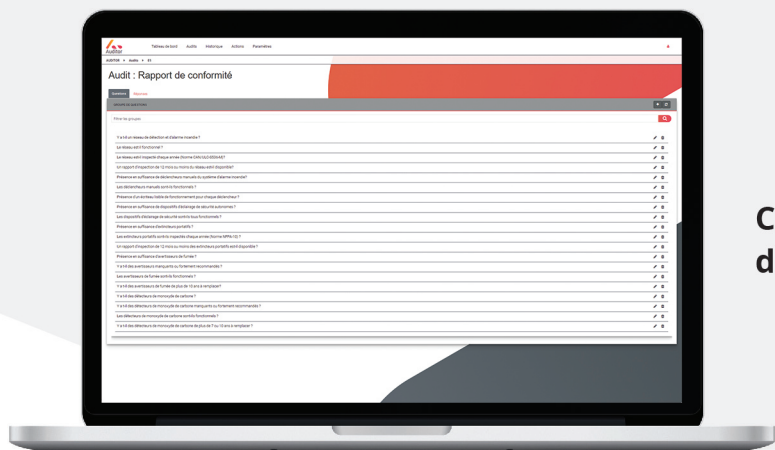 Auditor
Tableau de bord Audits Historique Actions Paramètres
AUDITOR Audits 51
Audit : Rapport de conformité
Questions Réponses
GROUPE DE QUESTIONS
Filtrer les groupes
Y a t-il un réseau de détection et d'alarme incendie ?
Le réseau est-il fonctionnel ?
Le réseau est-il inspecté chaque année (Norme
Un rapport d'inspection de 12 mois ou moins du réseau est-il disponible?
Présence en suffisance de déclencheurs manuels du système d'alarme incendie?
Les déclencheurs manuels sont-ils fonctionnels ?
Présence d'un écriteau lisible de fonctionnement pour chaque déclencheur ?
Présence en suffisance de dispositifs d'éclairage de sécurité autonomes ?
Les dispositifs d'éclairage de sécurité sont-ils tous fonctionnels ?
Présence en suffisance d'extincteurs portatifs ?
Les extincteurs portatifs sont-ils inspectés chaque année (Norme NFPA-10) ?
Un rapport d'inspection de 12 mois ou moins des extincteurs portatifs est-il disponible ?
Présence en suffisance d'avertisseurs de fumée ?
Y a t-il des avertisseurs manquants ou fortement recommandés ?
Les avertisseurs de fumée sont-ils fonctionnels ?
Y a t-il des avertisseurs de fumée de plus de 10 ans à remplacer?
Y a t-il des détecteurs de monoxyde de carbone ?
Y a t-il des détecteurs de monoxyde de carbone manquants ou fortement recommandés ?
Les détecteurs de monoxyde de carbone sont-ils fonctionnels ?
Y a t-il des détecteurs de monoxyde de carbone de plus de 7 ou 10 ans à remplacer ?
C
d